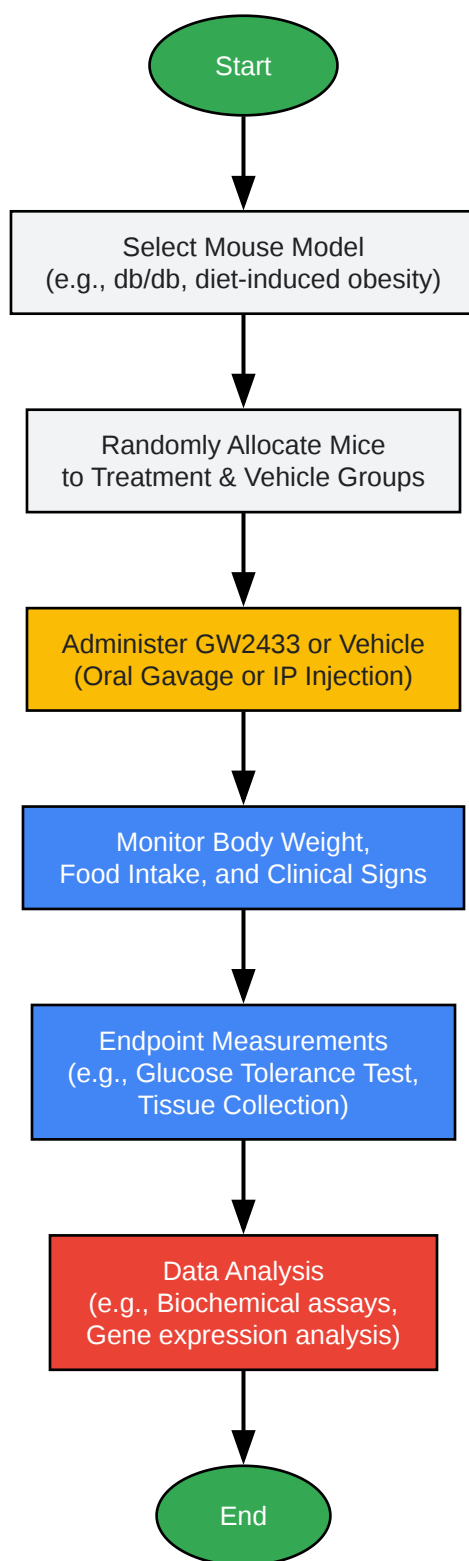 Start
Select Mouse Model
(e.g., db/db, diet-induced obesity)
Randomly Allocate Mice
to Treatment & Vehicle Groups
Administer GW2433 or Vehicle
(Oral Gavage or IP Injection)
Monitor Body Weight,
Food Intake, and Clinical Signs
Endpoint Measurements
(e.g., Glucose Tolerance Test,
Tissue Collection)
Data Analysis
(e.g., Biochemical assays,
Gene expression analysis)
End